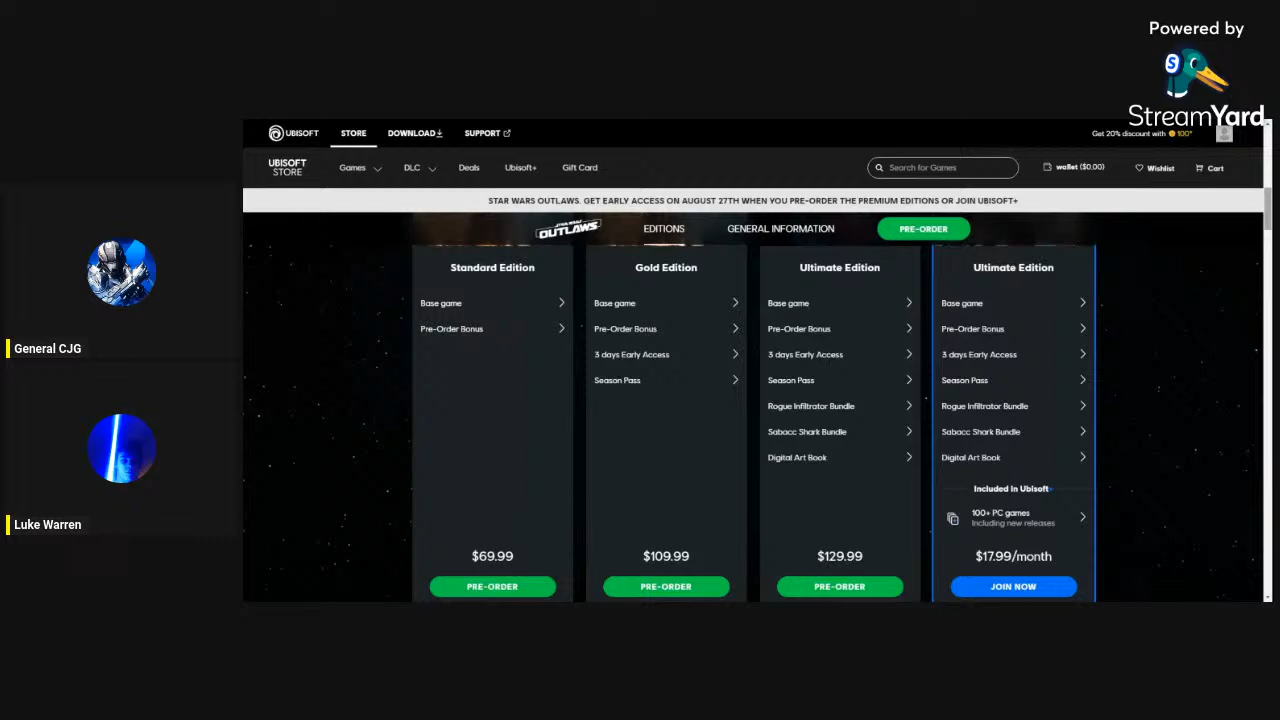 Powered by
S
StreamYard
UBISOFT
STORE
DOWNLOAD
SUPPORT
Get 20% discount with 100*
UBISOFT
STORE
Games
DLC
Deals
Ubisoft+
Gift Card
Search for Games
wallet ($0.00)
Wishlist
Cart
STAR WARS OUTLAWS. GET EARLY ACCESS ON AUGUST 27TH WHEN YOU PRE-ORDER THE PREMIUM EDITIONS OR JOIN UBISOFT+
STAR WARS
OUTLAWS
EDITIONS
GENERAL INFORMATION
PRE-ORDER
Standard Edition
Base game
Pre-Order Bonus
$69.99
PRE-ORDER
Gold Edition
Base game
Pre-Order Bonus
3 days Early Access
Season Pass
$109.99
PRE-ORDER
Ultimate Edition
Base game
Pre-Order Bonus
3 days Early Access
Season Pass
Rogue Infiltrator Bundle
Sabacc Shark Bundle
Digital Art Book
$129.99
PRE-ORDER
Ultimate Edition
Base game
Pre-Order Bonus
3 days Early Access
Season Pass
Rogue Infiltrator Bundle
Sabacc Shark Bundle
Digital Art Book
Included in Ubisoft+
100+ PC games
Including new releases
$17.99/month
JOIN NOW
General CJG
Luke Warren